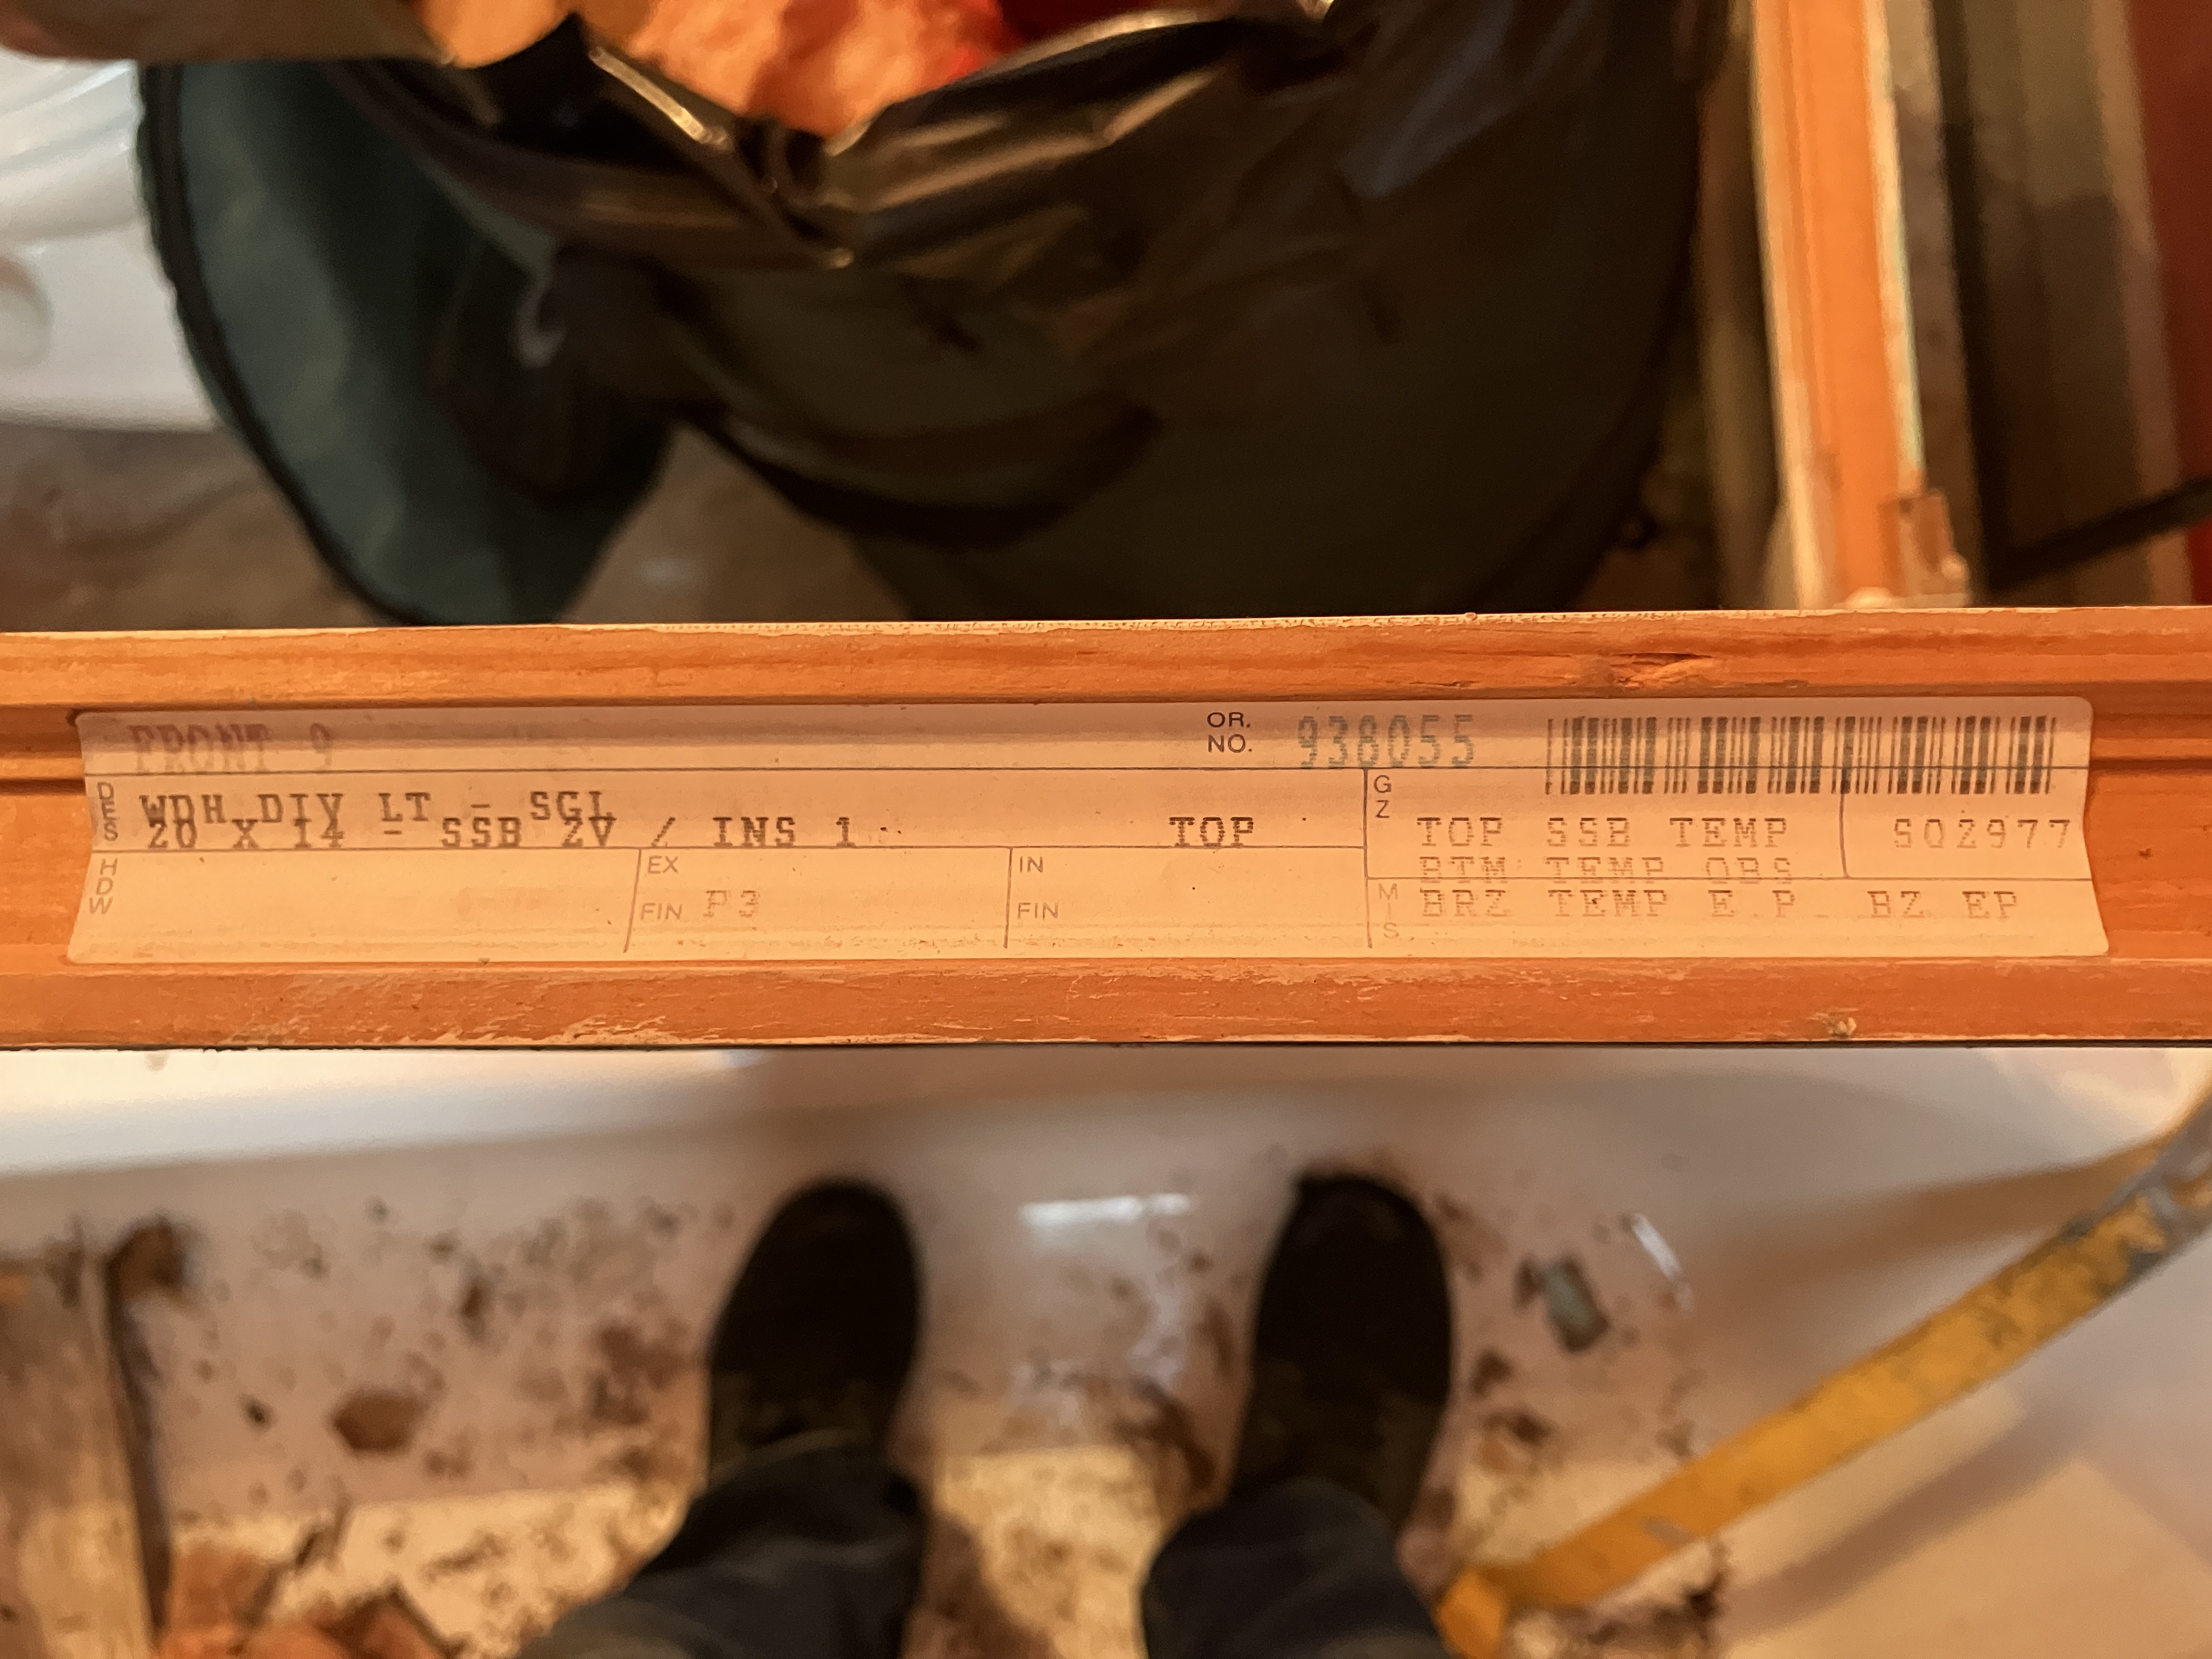 FRONT 9
OR. NO. 938055
DES WDH DIV LT - SGL
20 X 14 - SSB 2V / INS 1 TOP
GZ TOP SSB TEMP SQ2977
BTM TEMP OBS
HDW
EX FIN P3
IN FIN
MIS BRZ TEMP E.P. BZ EP